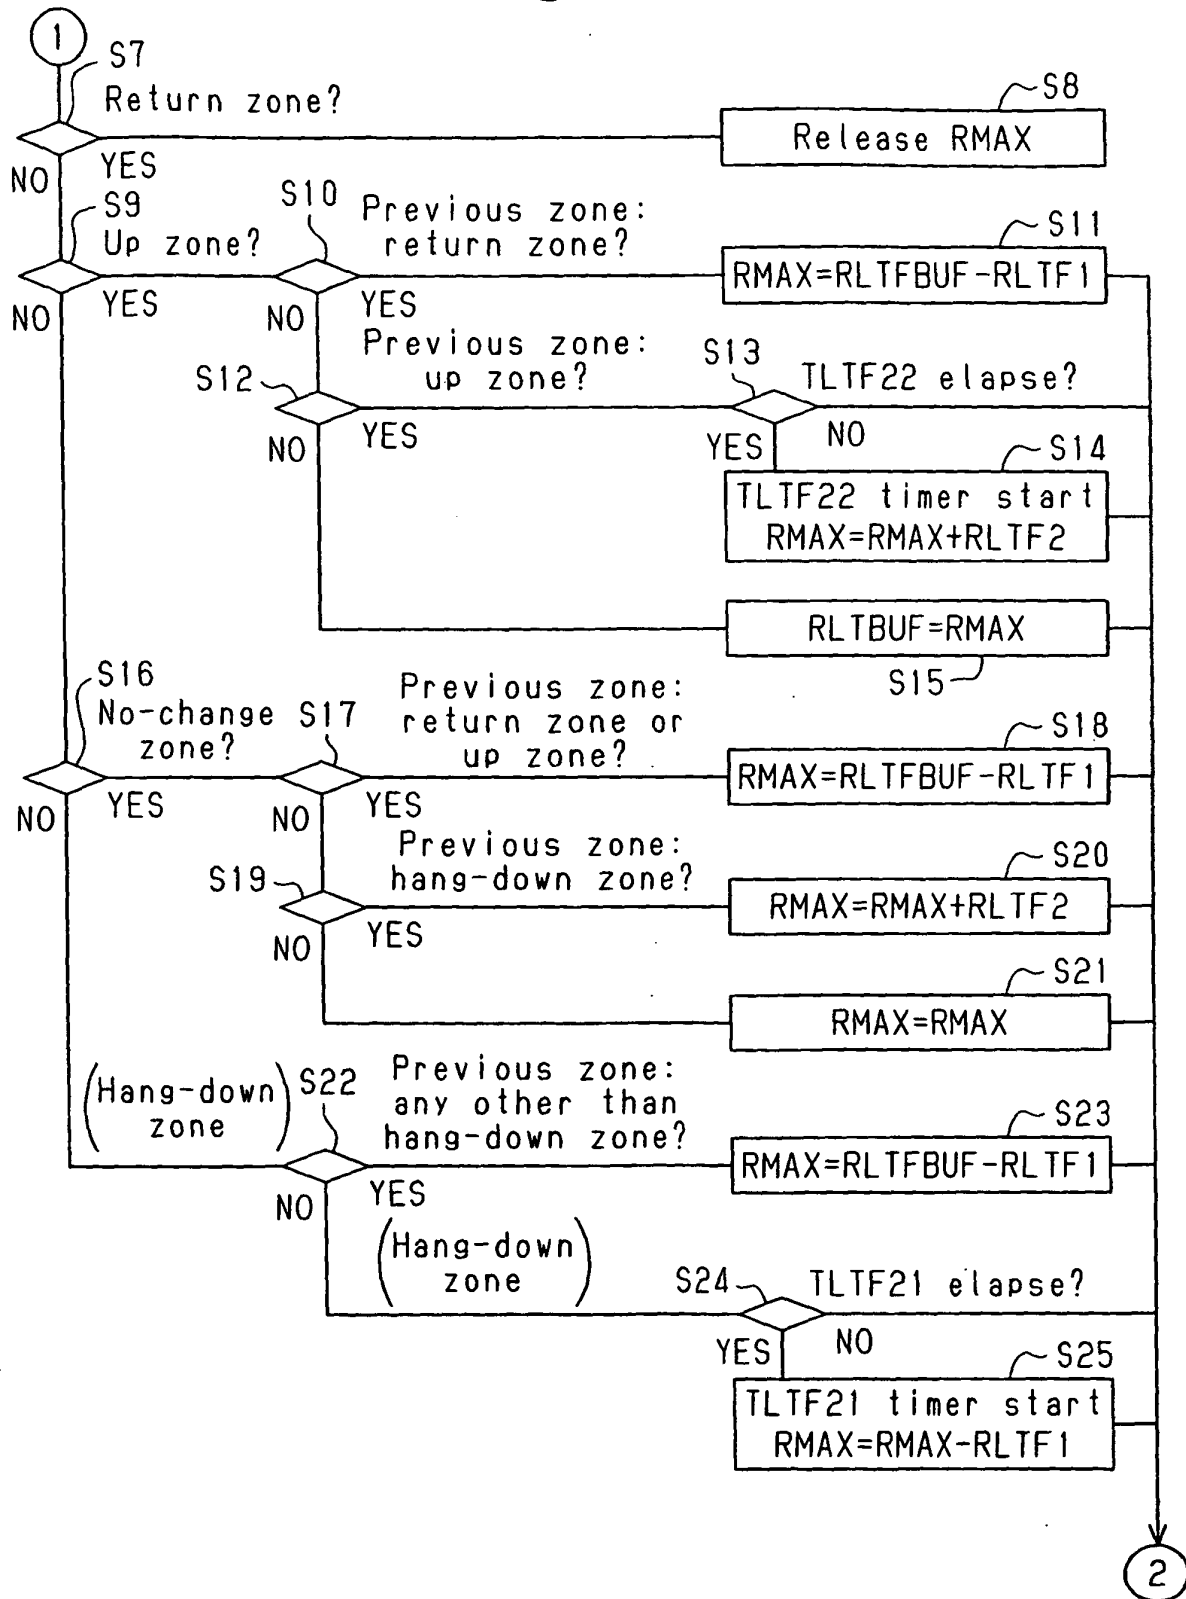 1
S7
Return zone?
S8
Release RMAX
NO
YES
S9
Up zone?
S10
Previous zone:
return zone?
S11
RMAX=RLTFBUF-RLTF1
NO
YES
NO
YES
Previous zone:
up zone?
S12
S13
TLTF22 elapse?
NO
YES
YES
NO
S14
TLTF22 timer start
RMAX=RMAX+RLTF2
RLTBUF=RMAX
S15
S16
No-change
zone?
S17
Previous zone:
return zone or
up zone?
S18
RMAX=RLTFBUF-RLTF1
NO
YES
NO
YES
Previous zone:
hang-down zone?
S19
S20
RMAX=RMAX+RLTF2
NO
YES
S21
RMAX=RMAX
(Hang-down
zone)
S22
Previous zone:
any other than
hang-down zone?
S23
RMAX=RLTFBUF-RLTF1
NO
YES
(Hang-down
zone)
S24
TLTF21 elapse?
YES
NO
S25
TLTF21 timer start
RMAX=RMAX-RLTF1
2